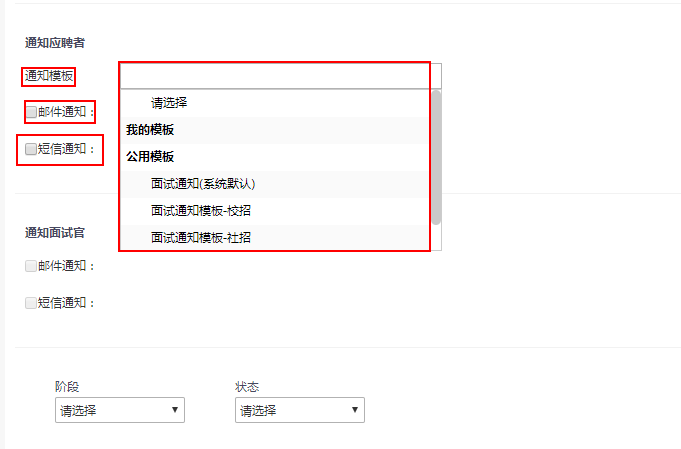 通知应聘者
通知模板
请选择
我的模板
公用模板
面试通知(系统默认)
面试通知模板-校招
面试通知模板-社招
邮件通知：
短信通知：
通知面试官
邮件通知：
短信通知：
阶段 状态
请选择 请选择